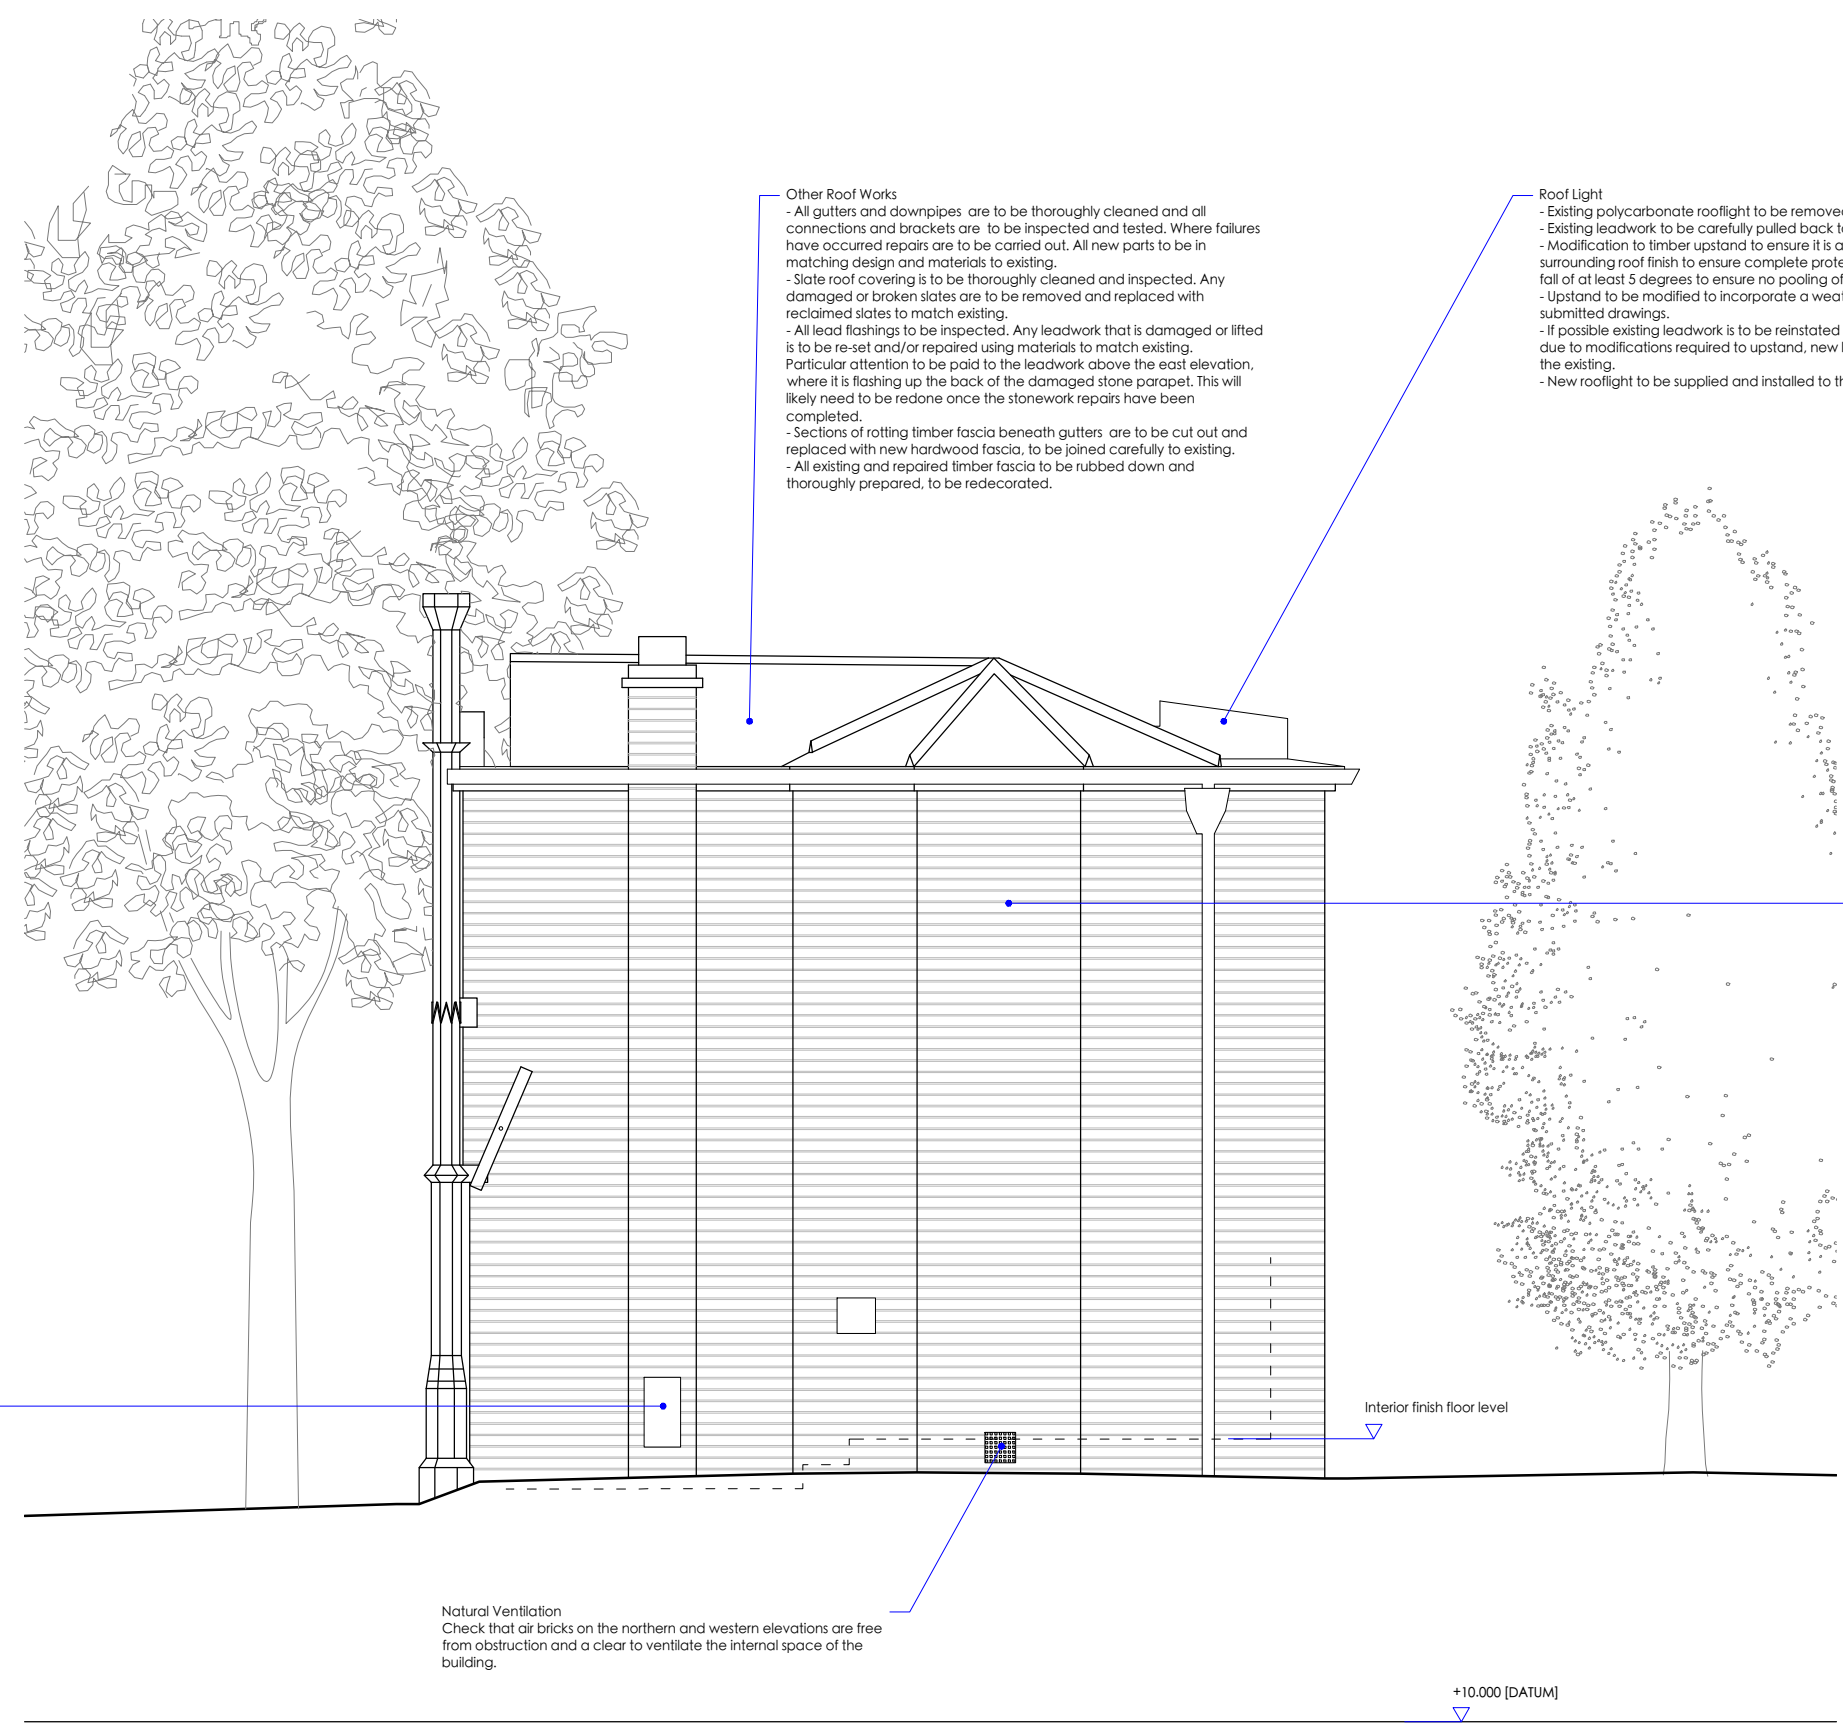 Other Roof Works
- All gutters and downpipes are to be thoroughly cleaned and all
connections and brackets are to be inspected and tested. Where failures
have occurred repairs are to be carried out. All new parts to be in
matching design and materials to existing.
- Slate roof covering is to be thoroughly cleaned and inspected. Any
damaged or broken slates are to be removed and replaced with
reclaimed slates to match existing.
- All lead flashings to be inspected. Any leadwork that is damaged or lifted
is to be re-set and/or repaired using materials to match existing.
Particular attention to be paid to the leadwork above the east elevation,
where it is flashing up the back of the damaged stone parapet. This will
likely need to be redone once the stonework repairs have been
completed.
- Sections of rotting timber fascia beneath gutters are to be cut out and
replaced with new hardwood fascia, to be joined carefully to existing.
- All existing and repaired timber fascia to be rubbed down and
thoroughly prepared, to be redecorated.
Roof Light
- Existing polycarbonate rooflight to be
- Existing leadwork to be carefully pulled back
- Modification to timber upstand to ensure it is
surrounding roof finish to ensure complete
fall of at least 5 degrees to ensure no pooling of
- Upstand to be modified to incorporate a
submitted drawings.
- If possible existing leadwork is to be reinstated
due to modifications required to upstand, new
the existing.
- New rooflight to be supplied and installed to
Interior finish floor level
Natural Ventilation
Check that air bricks on the northern and western elevations are free
from obstruction and a clear to ventilate the internal space of the
building.
+10.000 [DATUM]